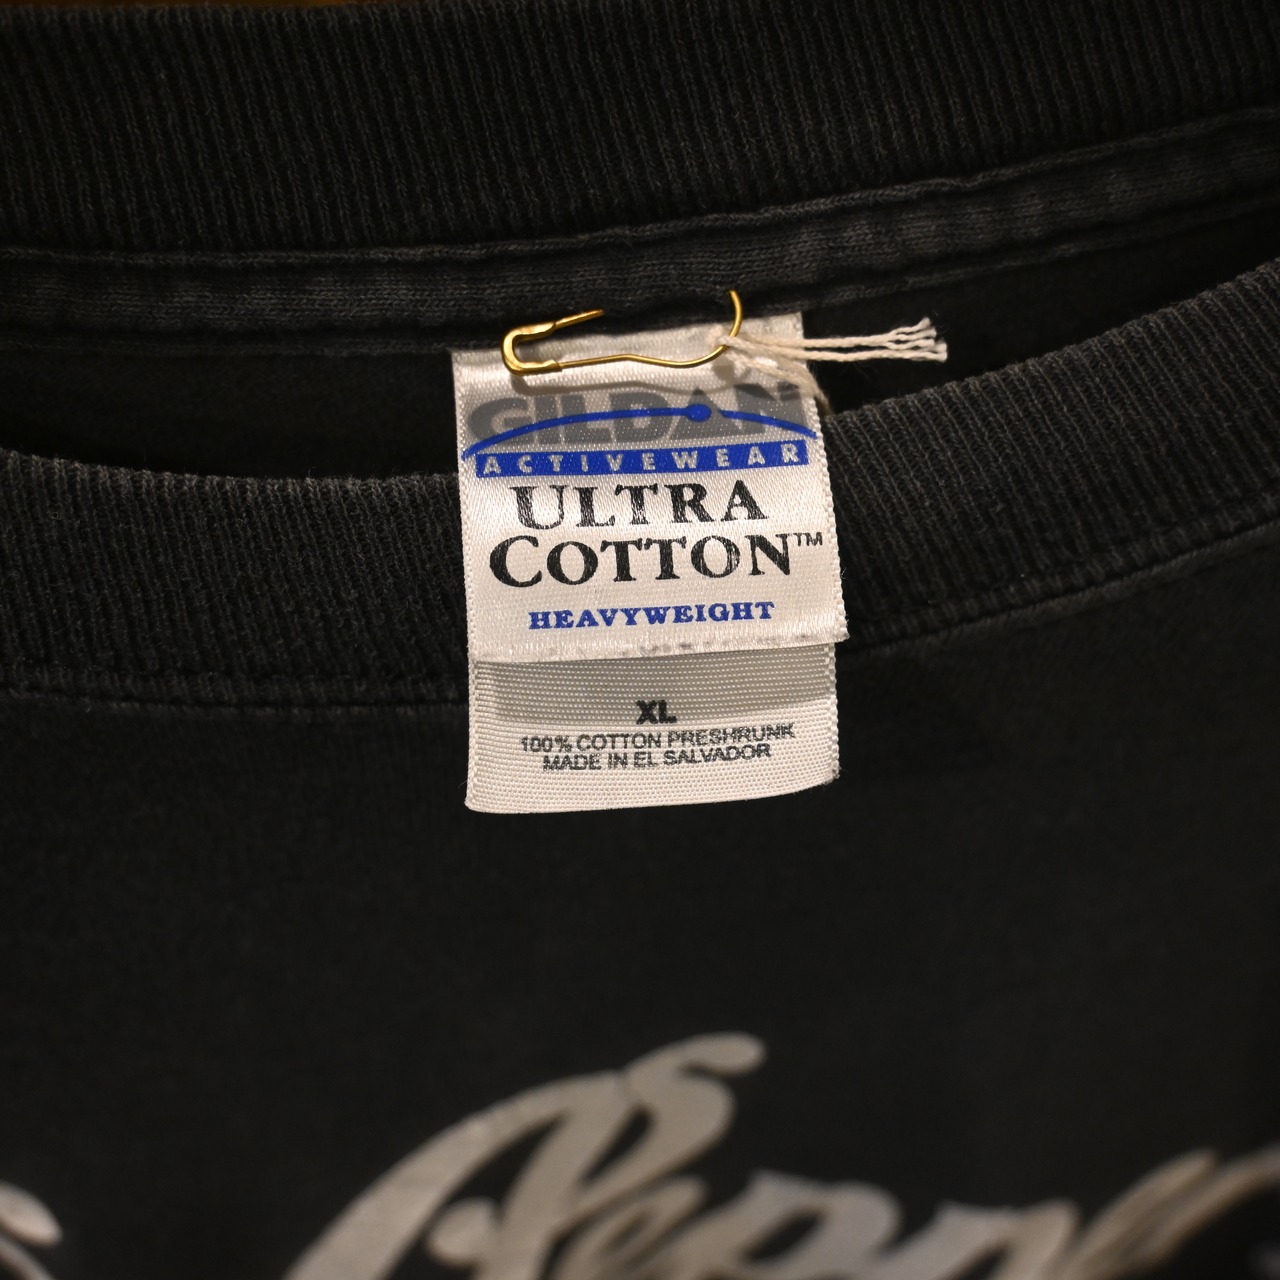 GILDAN
ACTIVEWEAR
ULTRA
COTTON™
HEAVYWEIGHT
XL
100% COTTON PRESHRUNK
MADE IN EL SALVADOR